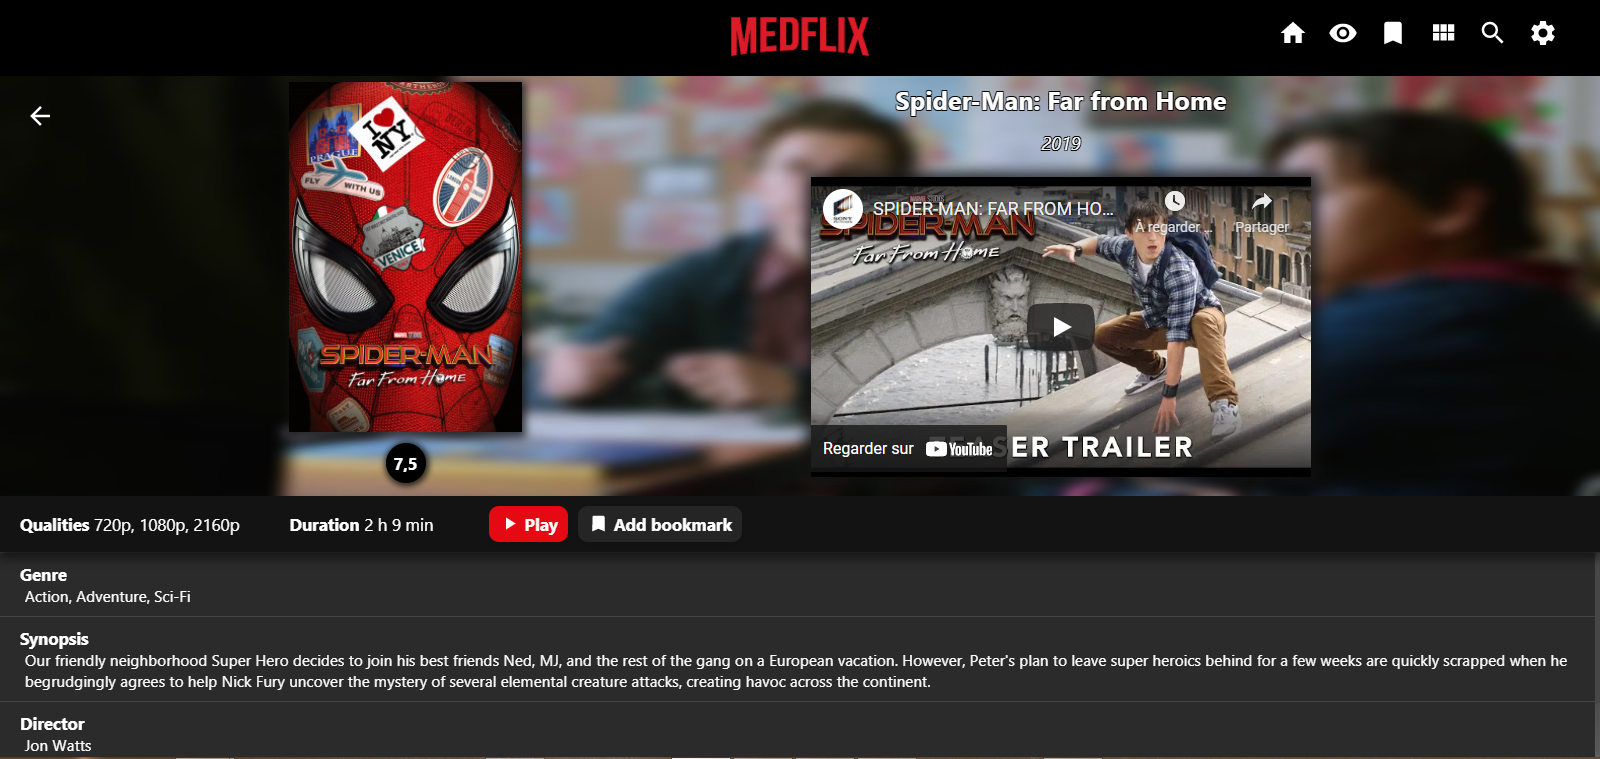 MEDFLIX
I
NY
PRAGUE
FLY WITH US
LONDON
VENICE
SPIDER-MAN
Far From Home
7,5
Spider-Man: Far from Home
2019
SPIDER-MAN: FAR FROM HO...
À regarder ...
Partager
SPIDER-MAN
Far From Home
Regarder sur YouTube
SER TRAILER
Qualities 720p, 1080p, 2160p
Duration 2 h 9 min
Play
Add bookmark
Genre
Action, Adventure, Sci-Fi
Synopsis
Our friendly neighborhood Super Hero decides to join his best friends Ned, MJ, and the rest of the gang on a European vacation. However, Peter's plan to leave super heroics behind for a few weeks are quickly scrapped when he
begrudgingly agrees to help Nick Fury uncover the mystery of several elemental creature attacks, creating havoc across the continent.
Director
Jon Watts